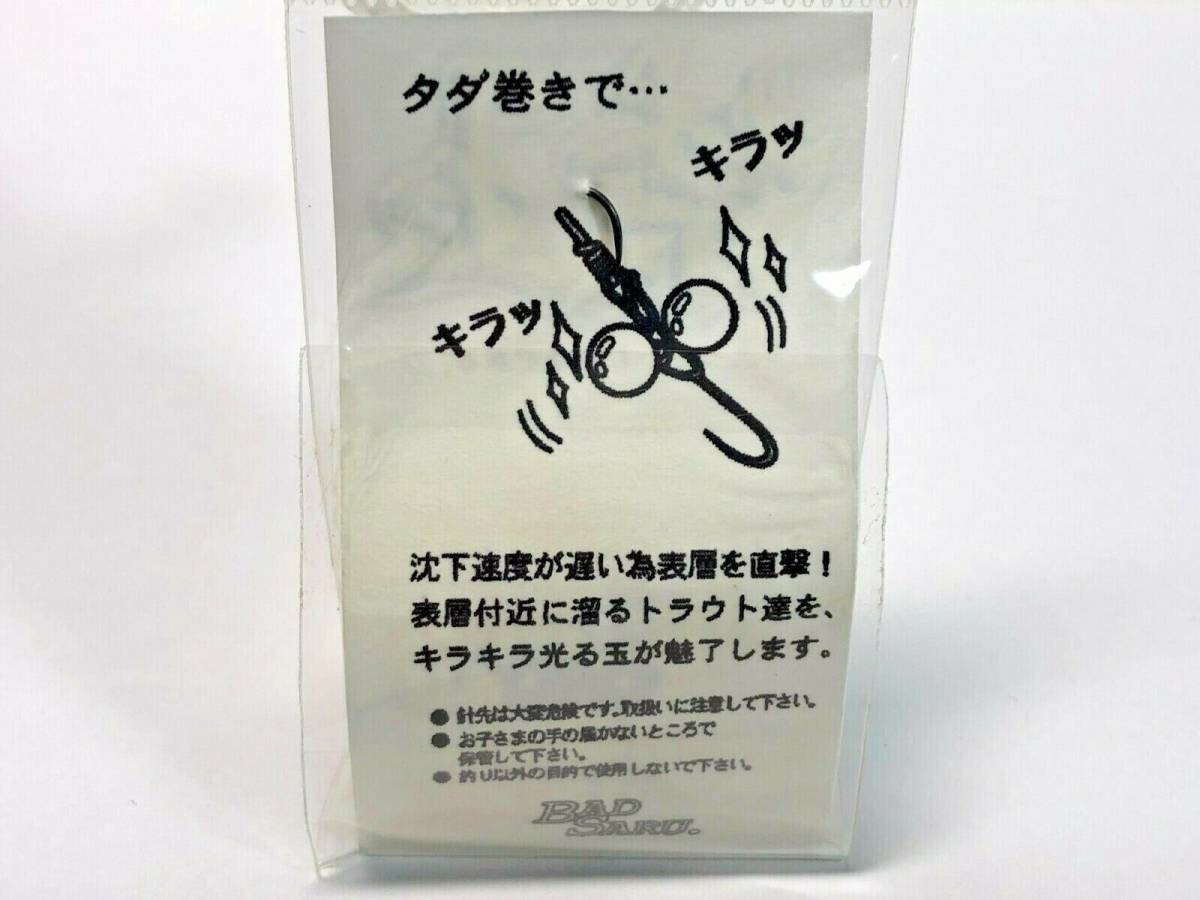 タダ巻きで…
キラッ
キラッ
沈下速度が遅い為表層を直撃！
表層付近に溜るトラウト達を、
キラキラ光る玉が魅了します。
● 針先は大変危険です。取扱いに注意して下さい。
● お子さまの手の届かないところで
保管して下さい。
● 釣り以外の目的で使用しないで下さい。
BAD
SARU.